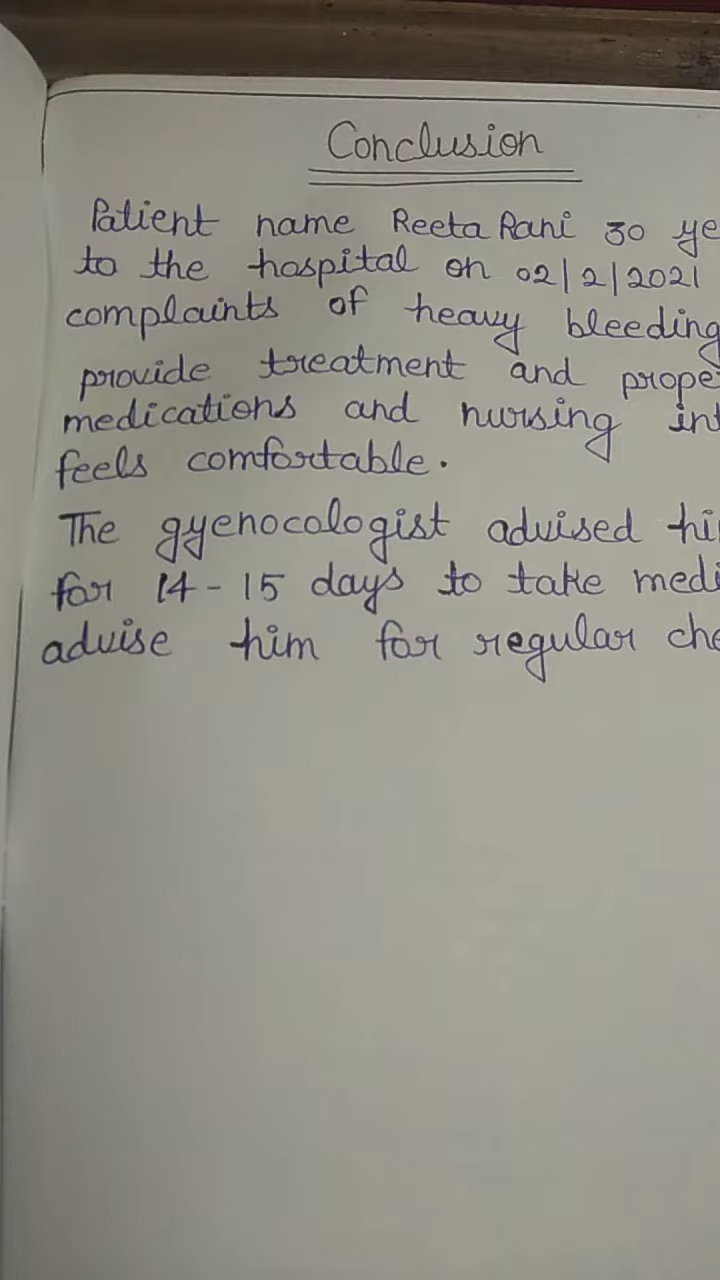 Conclusion
Patient name Reeta Rani 30 ye
to the hospital on 02/2/2021
complaints of heavy bleeding
provide treatment and prope
medications and nursing int
feels comfortable.
The gyenocologist advised hi
for 14-15 days to take medi
advise him for regular che